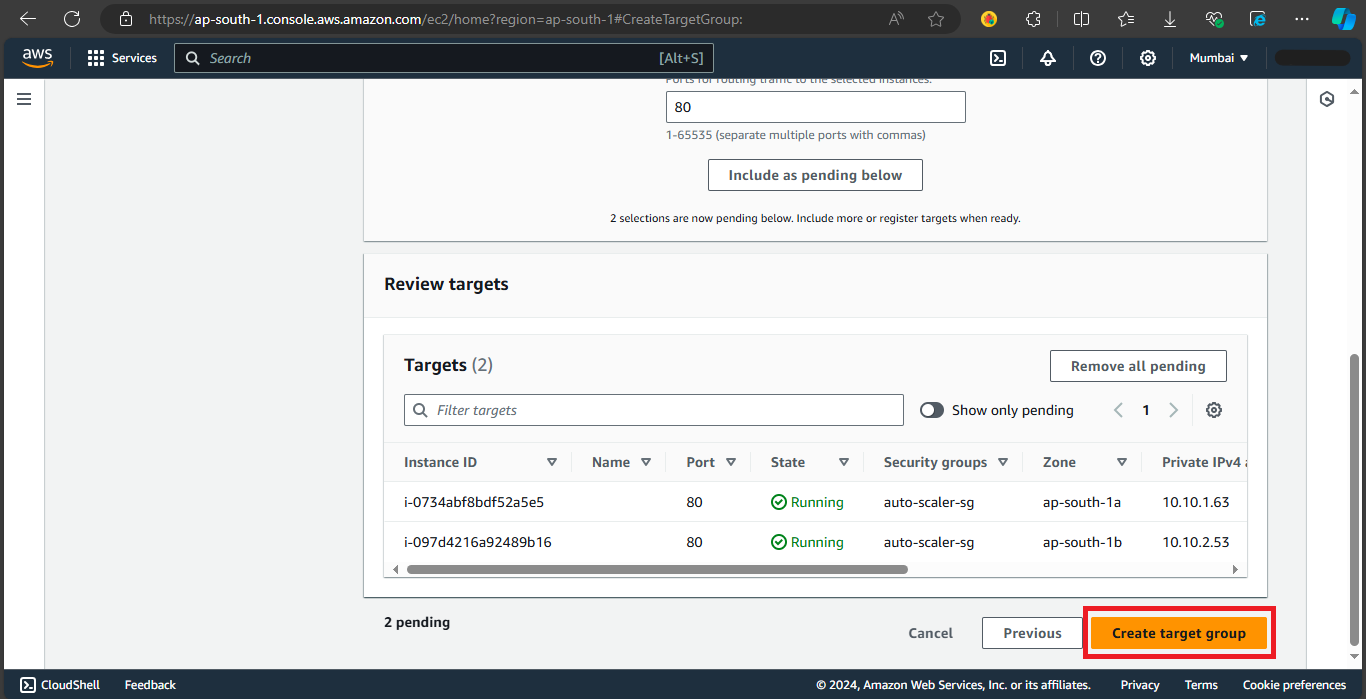 https://ap-south-1.console.aws.amazon.com/ec2/home?region=ap-south-1#CreateTargetGroup:
aws Services Search [Alt+S] Mumbai
Ports for routing traffic to the selected instances.
80
1-65535 (separate multiple ports with commas)
Include as pending below
2 selections are now pending below. Include more or register targets when ready.
Review targets
Targets (2) Remove all pending
Filter targets Show only pending 1
Instance ID Name Port State Security groups Zone Private IPv4 a
i-0734abf8bdf52a5e5 80 Running auto-scaler-sg ap-south-1a 10.10.1.63
i-097d4216a92489b16 80 Running auto-scaler-sg ap-south-1b 10.10.2.53
2 pending
Cancel Previous Create target group
CloudShell Feedback © 2024, Amazon Web Services, Inc. or its affiliates. Privacy Terms Cookie preferences